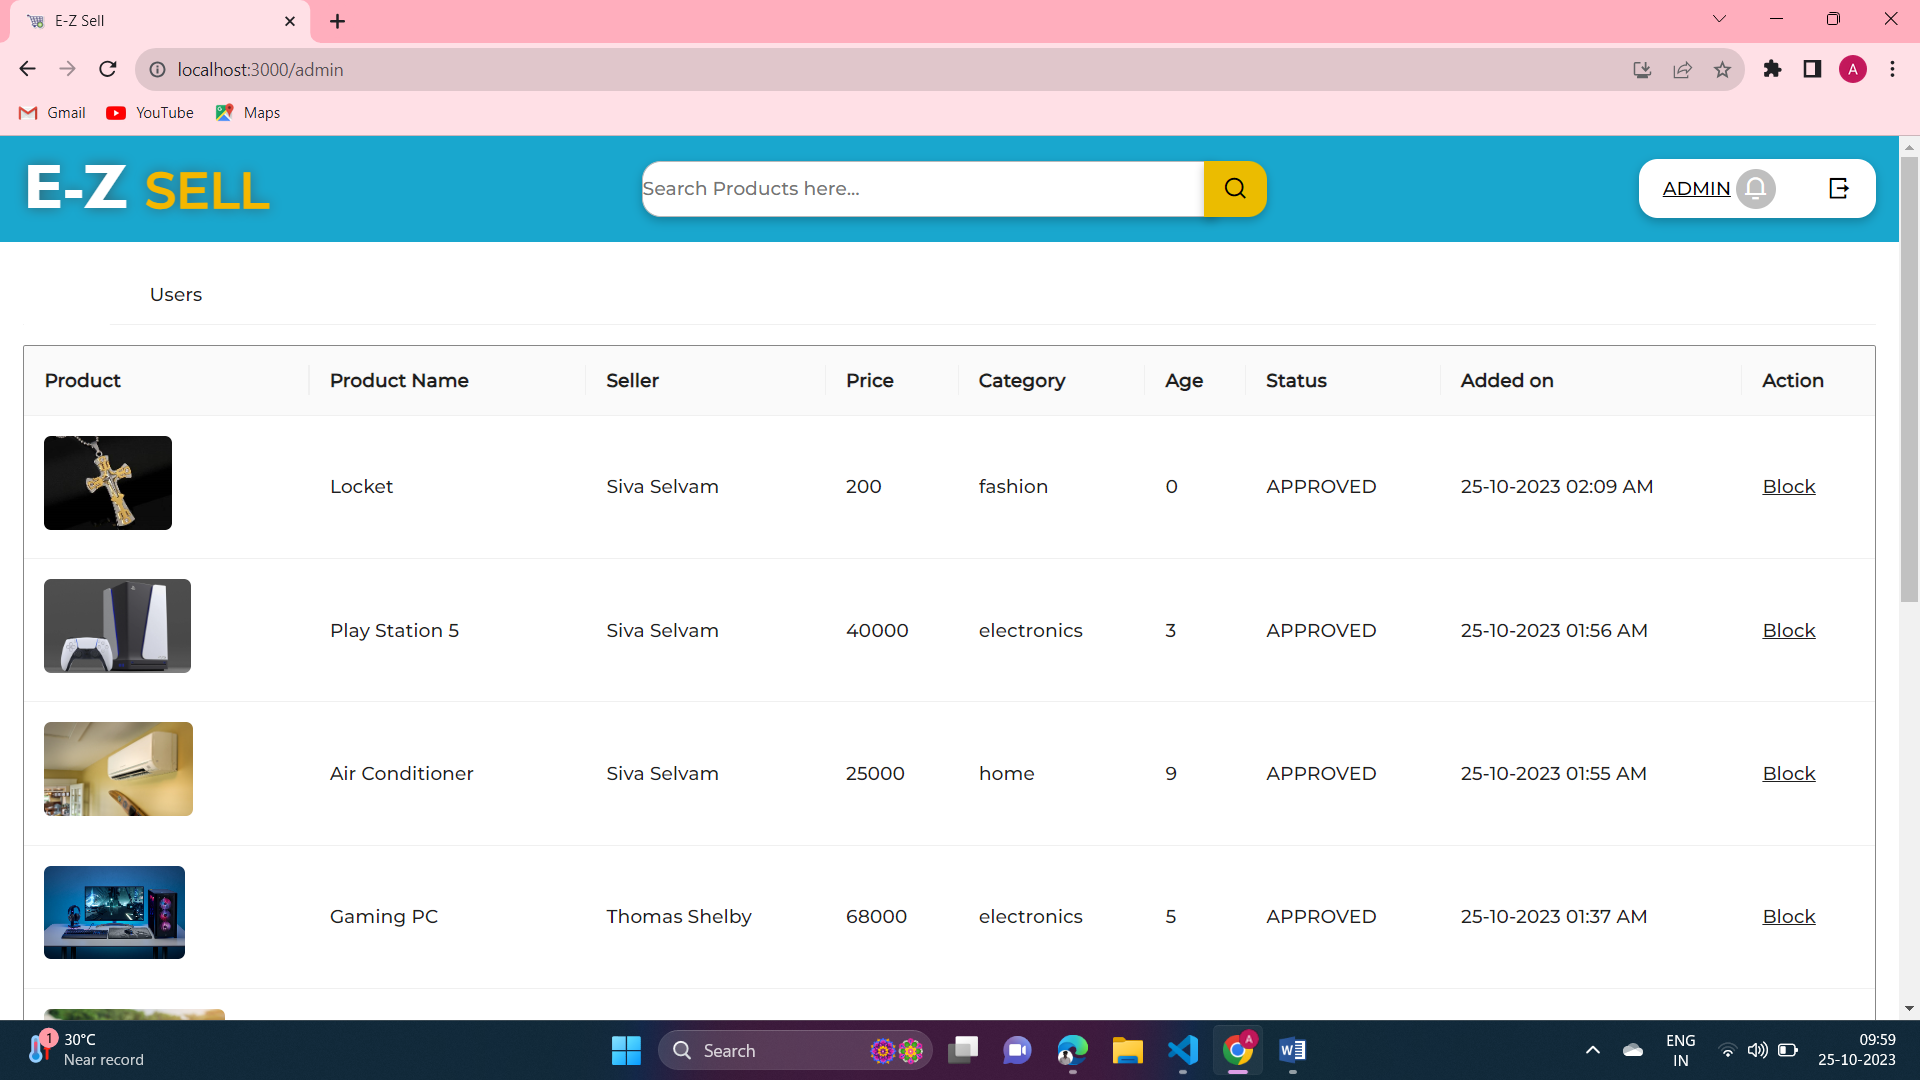 E-Z Sell
localhost:3000/admin
A
Gmail YouTube Maps
E-Z SELL
Search Products here...
ADMIN
Users
Product Product Name Seller Price Category Age Status Added on Action
Locket Siva Selvam 200 fashion 0 APPROVED 25-10-2023 02:09 AM Block
Play Station 5 Siva Selvam 40000 electronics 3 APPROVED 25-10-2023 01:56 AM Block
Air Conditioner Siva Selvam 25000 home 9 APPROVED 25-10-2023 01:55 AM Block
Gaming PC Thomas Shelby 68000 electronics 5 APPROVED 25-10-2023 01:37 AM Block
1 30°C
Near record
Search
A
W
ENG
IN
09:59
25-10-2023